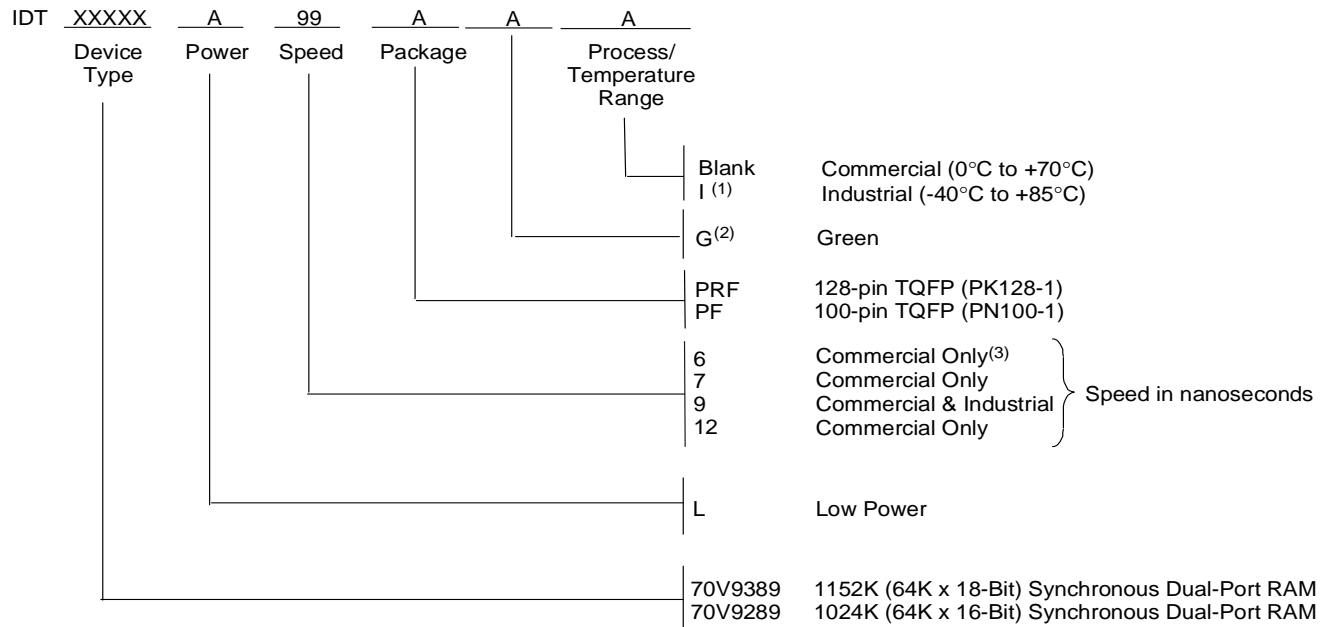 IDT XXXXX A 99 A A A
Device Type Power Speed Package Process/ Temperature Range
Blank Commercial (0°C to +70°C)
I (1) Industrial (-40°C to +85°C)
G(2) Green
PRF 128-pin TQFP (PK128-1)
PF 100-pin TQFP (PN100-1)
6 Commercial Only(3)
7 Commercial Only
9 Commercial & Industrial
12 Commercial Only
Speed in nanoseconds
L Low Power
70V9389 1152K (64K x 18-Bit) Synchronous Dual-Port RAM
70V9289 1024K (64K x 16-Bit) Synchronous Dual-Port RAM